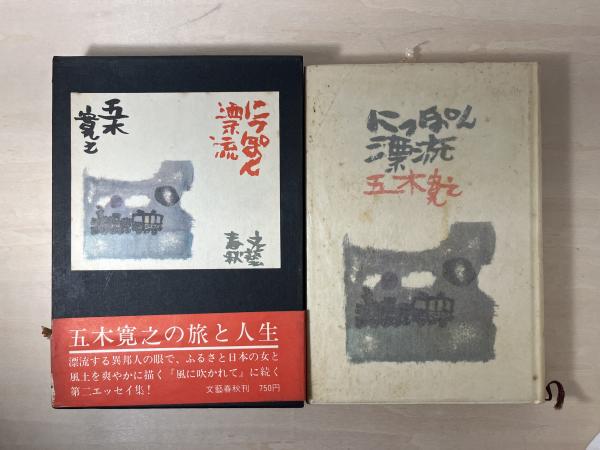 にっぽん
漂流
五木
寛之
文藝
春秋
五木寛之の旅と人生
漂流する異邦人の眼で、ふるさと日本の女と
風土を爽やかに描く『風に吹かれて』に続く
第二エッセイ集!
文藝春秋刊 750円
にっぽん
漂流
五木寛之